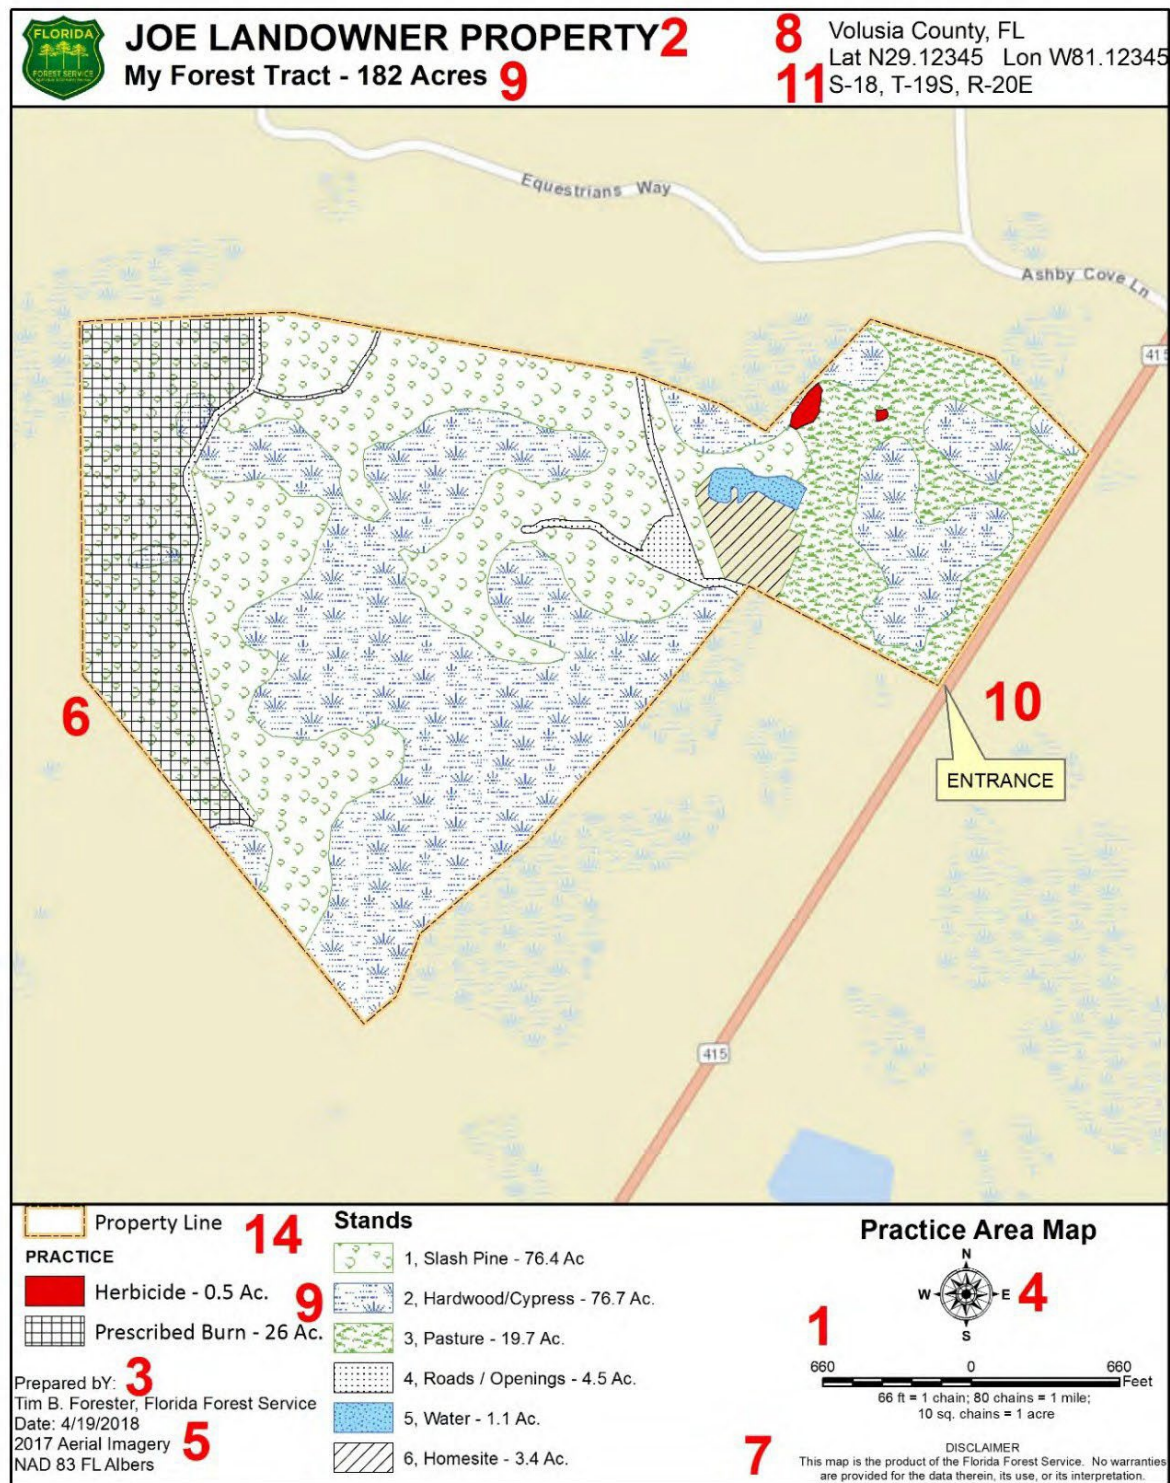 FLORIDA
FOREST SERVICE
JOE LANDOWNER PROPERTY 2
My Forest Tract - 182 Acres 9
8 Volusia County, FL
Lat N29.12345 Lon W81.12345
11 S-18, T-19S, R-20E
Equestrians Way
Ashby Cove Ln
415
6
10
ENTRANCE
415
Property Line 14
PRACTICE
Herbicide - 0.5 Ac.
9
Prescribed Burn - 26 Ac.
3
Prepared bY:
Tim B. Forester, Florida Forest Service
Date: 4/19/2018
2017 Aerial Imagery 5
NAD 83 FL Albers
Stands
1, Slash Pine - 76.4 Ac
2, Hardwood/Cypress - 76.7 Ac.
3, Pasture - 19.7 Ac.
4, Roads / Openings - 4.5 Ac.
5, Water - 1.1 Ac.
6, Homesite - 3.4 Ac.
Practice Area Map
N
W E 4
S
1
660 0 660
Feet
66 ft = 1 chain; 80 chains = 1 mile;
10 sq. chains = 1 acre
7
DISCLAIMER
This map is the product of the Florida Forest Service. No warranties
are provided for the data therein, its use, or its interpretation.